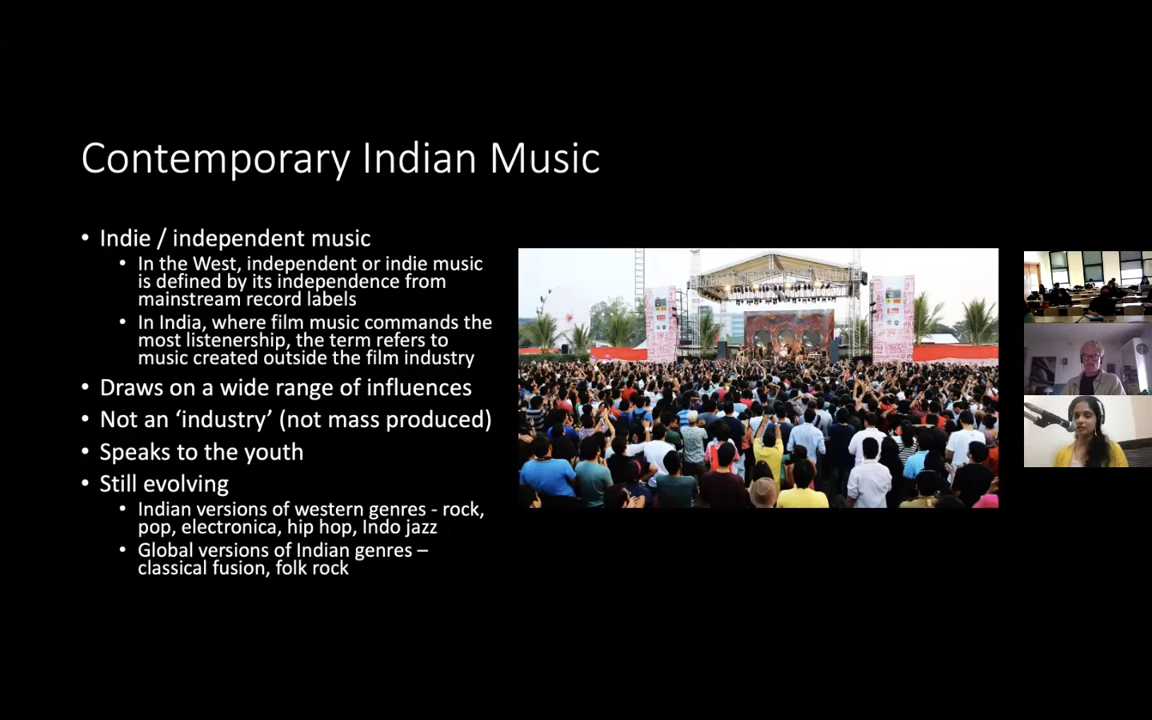 Contemporary Indian Music
• Indie / independent music
• In the West, independent or indie music
is defined by its independence from
mainstream record labels
• In India, where film music commands the
most listenership, the term refers to
music created outside the film industry
• Draws on a wide range of influences
• Not an ‘industry’ (not mass produced)
• Speaks to the youth
• Still evolving
• Indian versions of western genres - rock,
pop, electronica, hip hop, Indo jazz
• Global versions of Indian genres –
classical fusion, folk rock